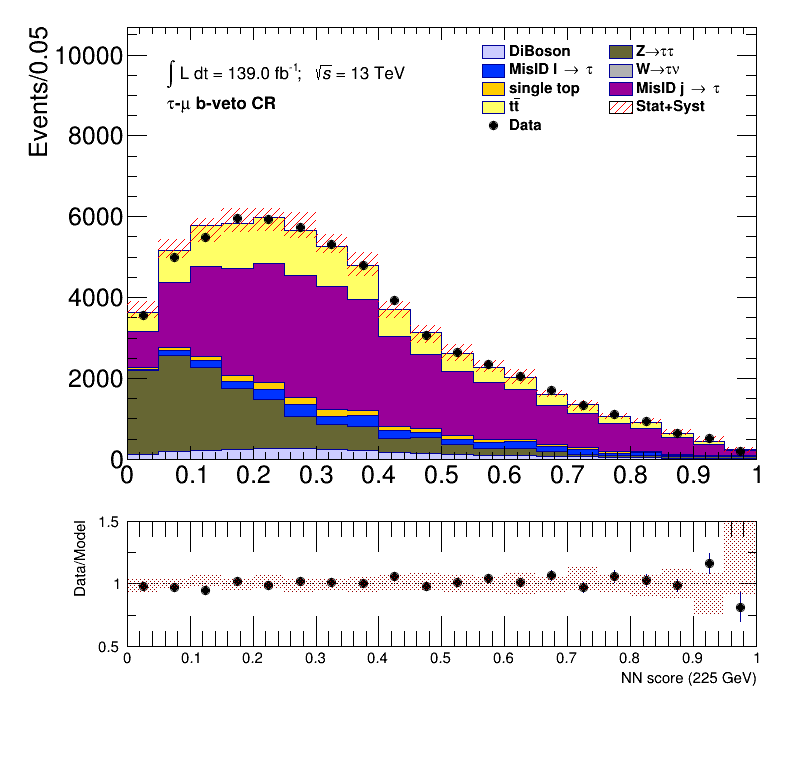 Events/0.05
10000
8000
6000
4000
2000
0
∫ L dt = 139.0 fb⁻¹; √s = 13 TeV
τ-μ b-veto CR
DiBoson
MisID l → τ
single top
tt̄
Data
Z→ττ
W→τν
MisID j → τ
Stat+Syst
0 0.1 0.2 0.3 0.4 0.5 0.6 0.7 0.8 0.9 1
Data/Model
1.5
1
0.5
0 0.1 0.2 0.3 0.4 0.5 0.6 0.7 0.8 0.9 1
NN score (225 GeV)